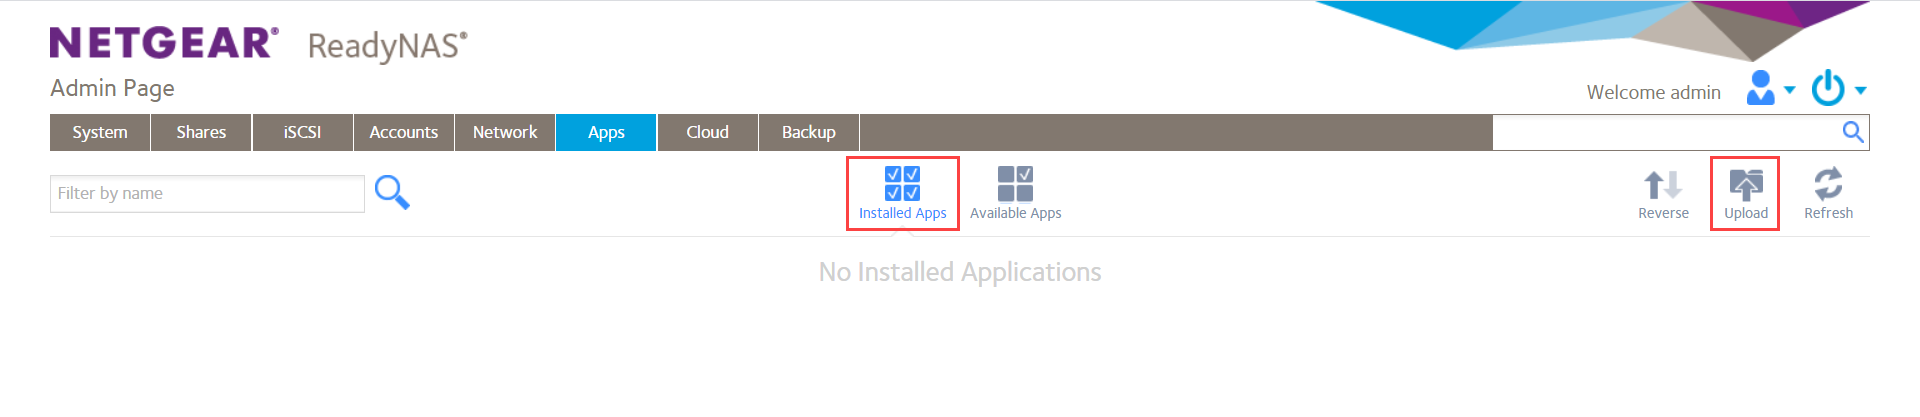 NETGEAR® ReadyNAS®
Admin Page
Welcome admin
System Shares iSCSI Accounts Network Apps Cloud Backup
Filter by name
Installed Apps Available Apps
Reverse Upload Refresh
No Installed Applications